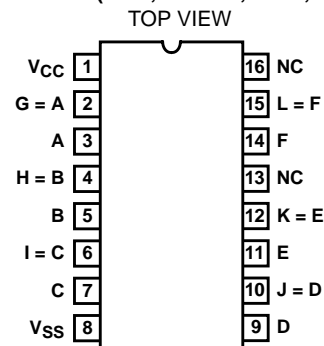 TOP VIEW
VCC 1 16 NC
G = A 2 15 L = F
A 3 14 F
H = B 4 13 NC
B 5 12 K = E
I = C 6 11 E
C 7 10 J = D
VSS 8 9 D